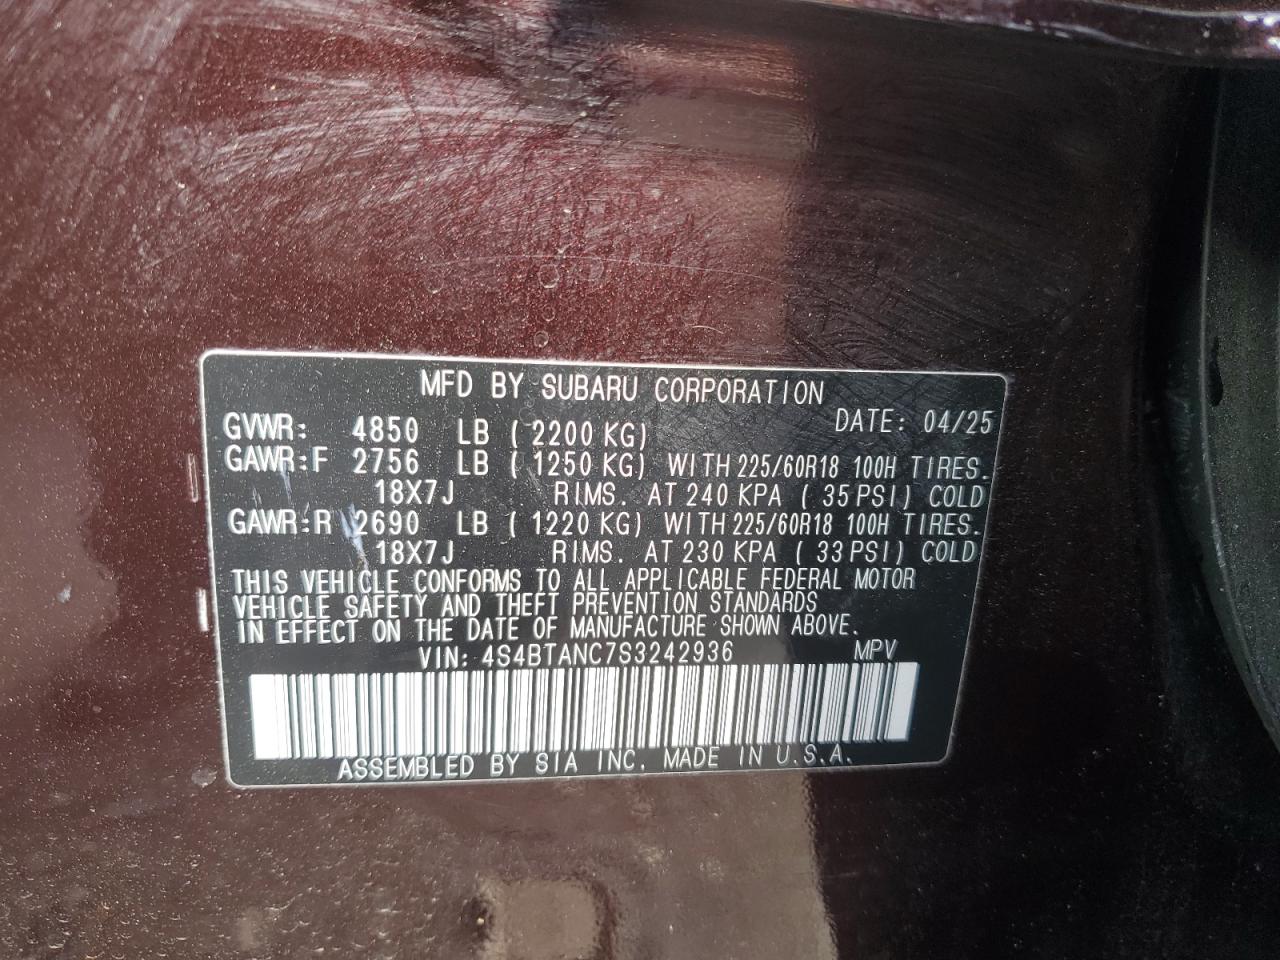 MFD BY SUBARU CORPORATION
GVWR: 4850 LB (2200 KG) DATE: 04/25
GAWR:F 2756 LB (1250 KG) WITH 225/60R18 100H TIRES.
18X7J RIMS. AT 240 KPA (35 PSI) COLD
GAWR:R 2690 LB (1220 KG) WITH 225/60R18 100H TIRES.
18X7J RIMS. AT 230 KPA (33 PSI) COLD
THIS VEHICLE CONFORMS TO ALL APPLICABLE FEDERAL MOTOR
VEHICLE SAFETY AND THEFT PREVENTION STANDARDS
IN EFFECT ON THE DATE OF MANUFACTURE SHOWN ABOVE.
VIN: 4S4BTANC7S3242936 MPV
ASSEMBLED BY SIA INC. MADE IN U.S.A.